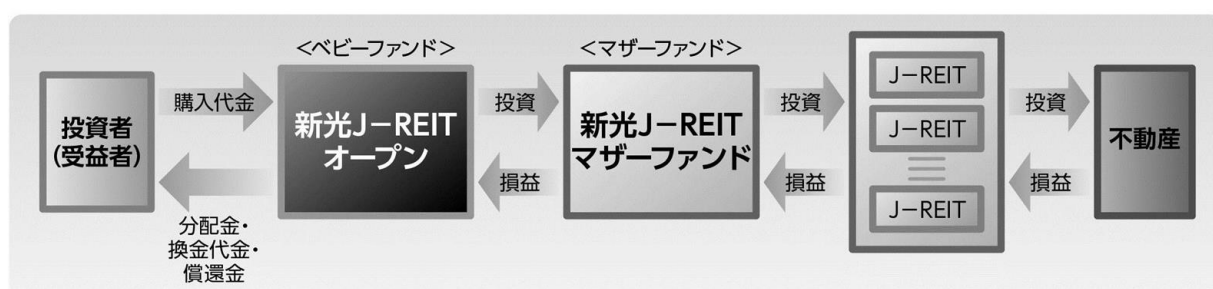 <ベビーファンド>
<マザーファンド>
投資者
(受益者)
購入代金
分配金・
換金代金・
償還金
新光J-REIT
オープン
投資
損益
新光J-REIT
マザーファンド
投資
損益
J-REIT
J-REIT
J-REIT
投資
損益
不動産